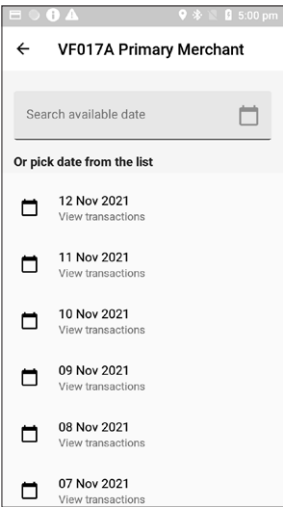 5:00 pm
VF017A Primary Merchant
Search available date
Or pick date from the list
12 Nov 2021
View transactions
11 Nov 2021
View transactions
10 Nov 2021
View transactions
09 Nov 2021
View transactions
08 Nov 2021
View transactions
07 Nov 2021
View transactions